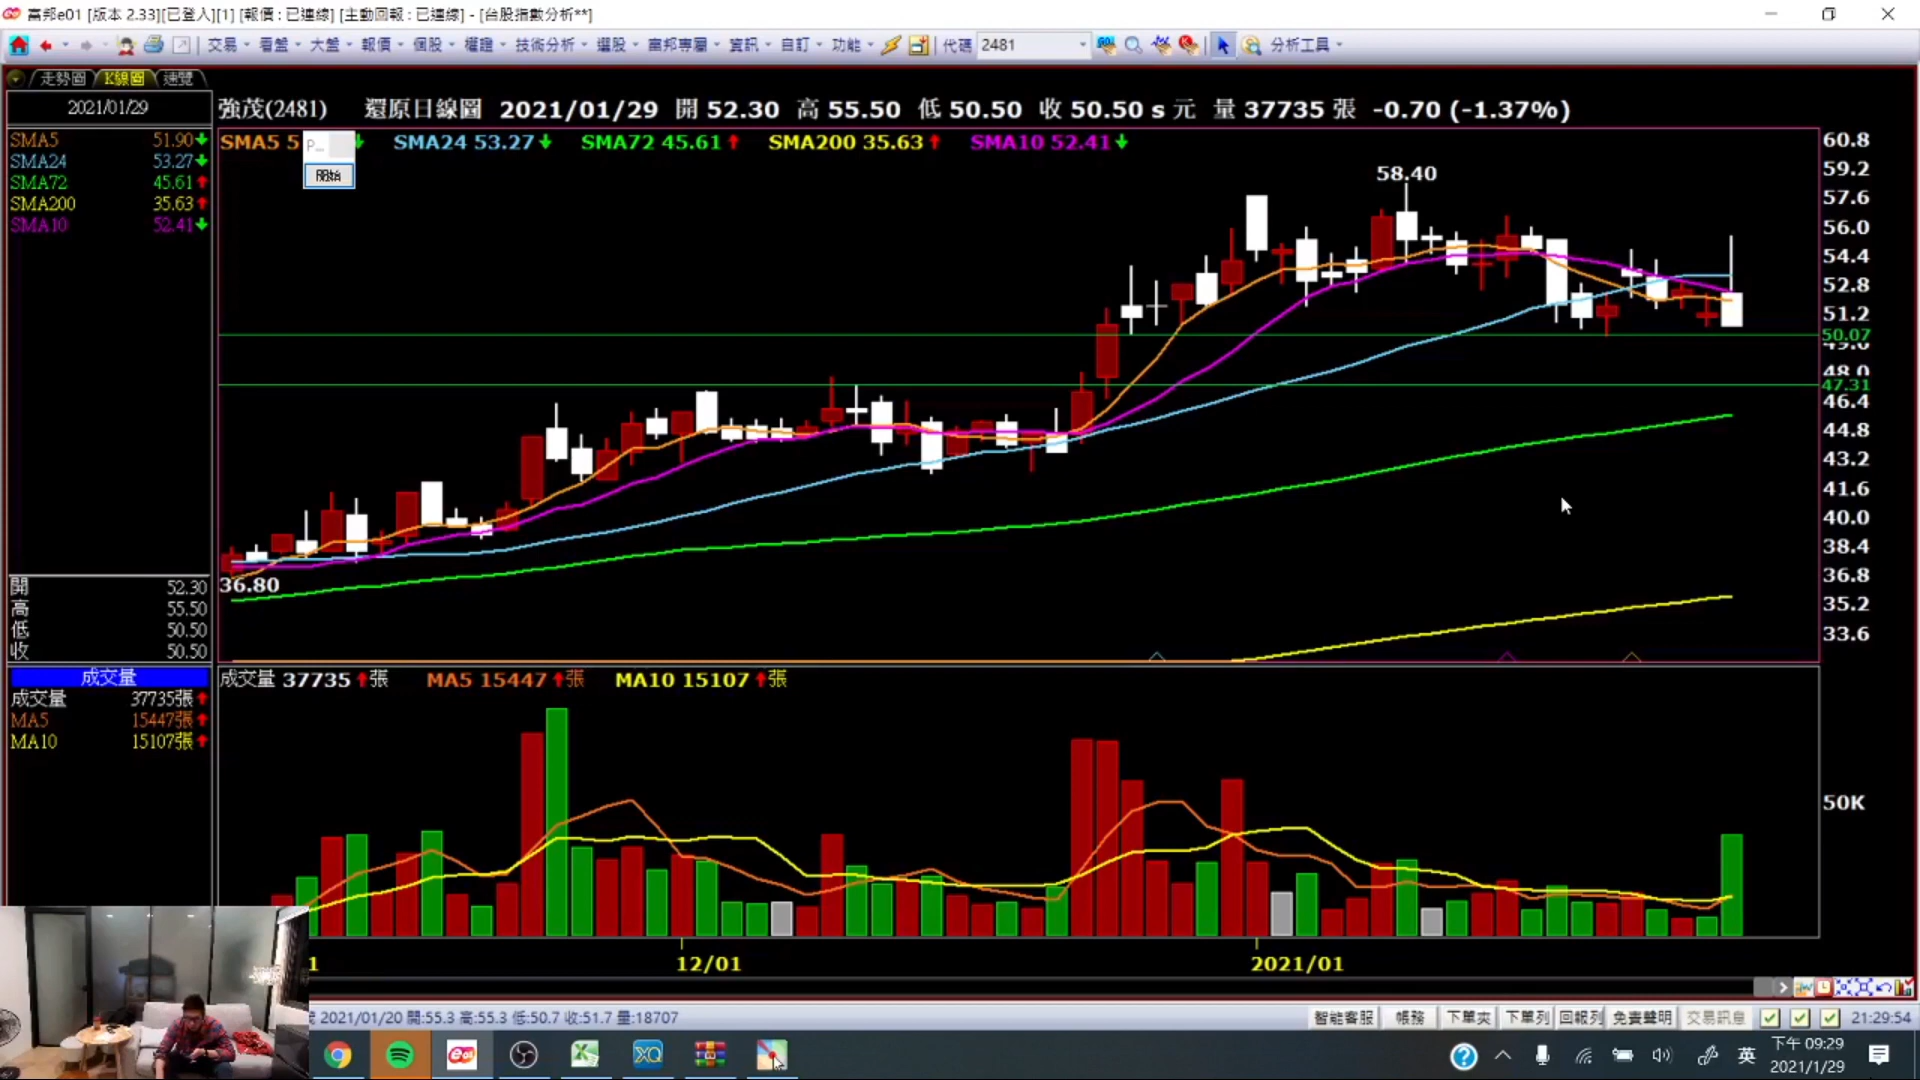 富邦e01 [版本 2.33][已登入][1] [報價 : 已連線] [主動回報 : 已連線] - [台股指數分析**]
交易 看盤 大盤 報價 個股 權證 技術分析 選股 富邦專屬 資訊 自訂 功能 代碼 2481 分析工具
走勢圖 K線圖 速覽
2021/01/29
強茂(2481) 還原日線圖 2021/01/29 開 52.30 高 55.50 低 50.50 收 50.50 s 元 量 37735 張 -0.70 (-1.37%)
SMA5 51.90
SMA24 53.27
SMA72 45.61
SMA200 35.63
SMA10 52.41
SMA5 5 SMA24 53.27 SMA72 45.61 SMA200 35.63 SMA10 52.41
P...
開始
58.40
36.80
60.8
59.2
57.6
56.0
54.4
52.8
51.2
50.07
49.6
48.0
47.31
46.4
44.8
43.2
41.6
40.0
38.4
36.8
35.2
33.6
開 52.30
高 55.50
低 50.50
收 50.50
成交量
成交量 37735張
MA5 15447張
MA10 15107張
成交量 37735 張 MA5 15447 張 MA10 15107 張
50K
1 12/01 2021/01
2021/01/20 開:55.3 高:55.3 低:50.7 收:51.7 量:18707
智能客服 帳務 下單夾 下單列 回報列 免責聲明 交易訊息 21:29:54
e01 XQ 英 下午 09:29
2021/1/29